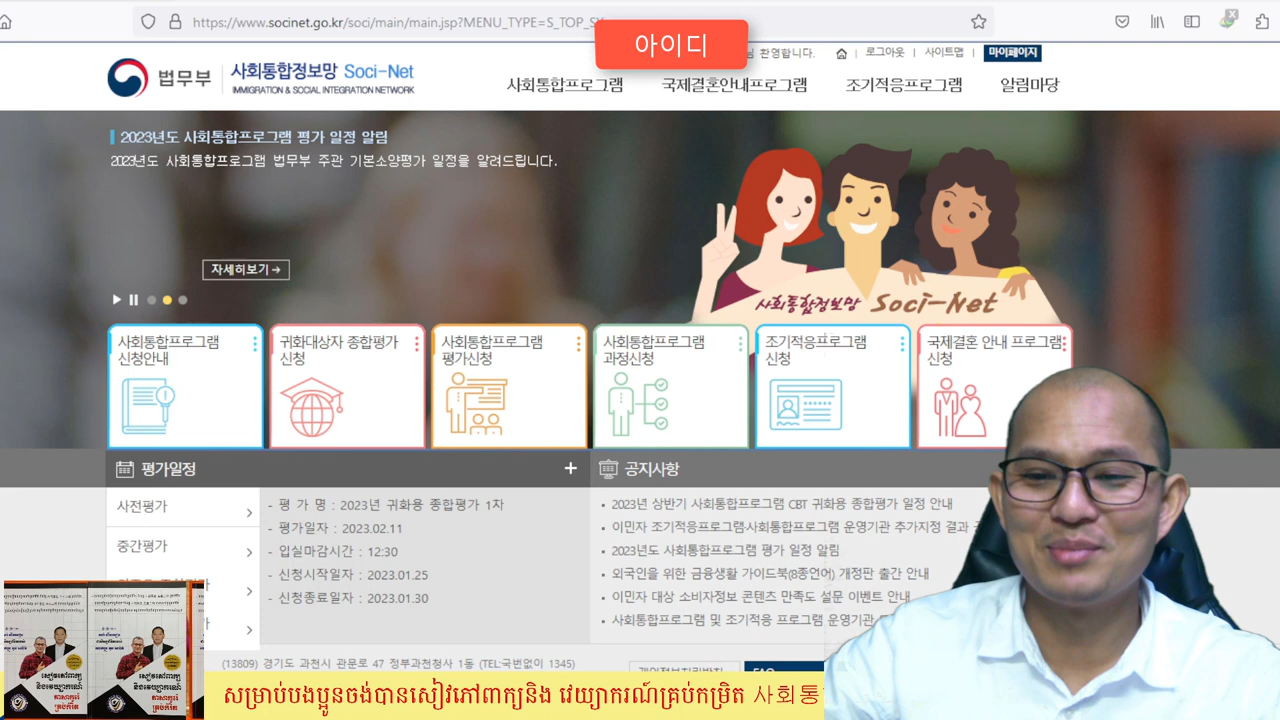 https://www.socinet.go.kr/soci/main/main.jsp?MENU_TYPE=S_TOP_SY
아이디
님 환영합니다. | 로그아웃 | 사이트맵 | 마이페이지
법무부 사회통합정보망 Soci-Net
IMMIGRATION & SOCIAL INTEGRATION NETWORK
사회통합프로그램 국제결혼안내프로그램 조기적응프로그램 알림마당
2023년도 사회통합프로그램 평가 일정 알림
2023년도 사회통합프로그램 법무부 주관 기본소양평가 일정을 알려드립니다.
자세히보기→
사회통합정보망 Soci-Net
사회통합프로그램
신청안내
귀화대상자 종합평가
신청
사회통합프로그램
평가신청
사회통합프로그램
과정신청
조기적응프로그램
신청
국제결혼 안내 프로그램
신청
평가일정 +
공지사항
사전평가
중간평가
- 평 가 명 : 2023년 귀화용 종합평가 1차
- 평가일자 : 2023.02.11
- 입실마감시간 : 12:30
- 신청시작일자 : 2023.01.25
- 신청종료일자 : 2023.01.30
2023년 상반기 사회통합프로그램 CBT 귀화용 종합평가 일정 안내
이민자 조기적응프로그램·사회통합프로그램 운영기관 추가지정 결과
2023년도 사회통합프로그램 평가 일정 알림
외국인을 위한 금융생활 가이드북(8종언어) 개정판 출간 안내
이민자 대상 소비자정보 콘텐츠 만족도 설문 이벤트 안내
사회통합프로그램 및 조기적응 프로그램 운영기관
(13809) 경기도 과천시 관문로 47 정부과천청사 1동 (TEL:국번없이 1345)
សម្រាប់បងប្អូនចង់បានសៀវភៅពាក្យនិង វេយ្យាករណ៍គ្រប់កម្រិត 사회통